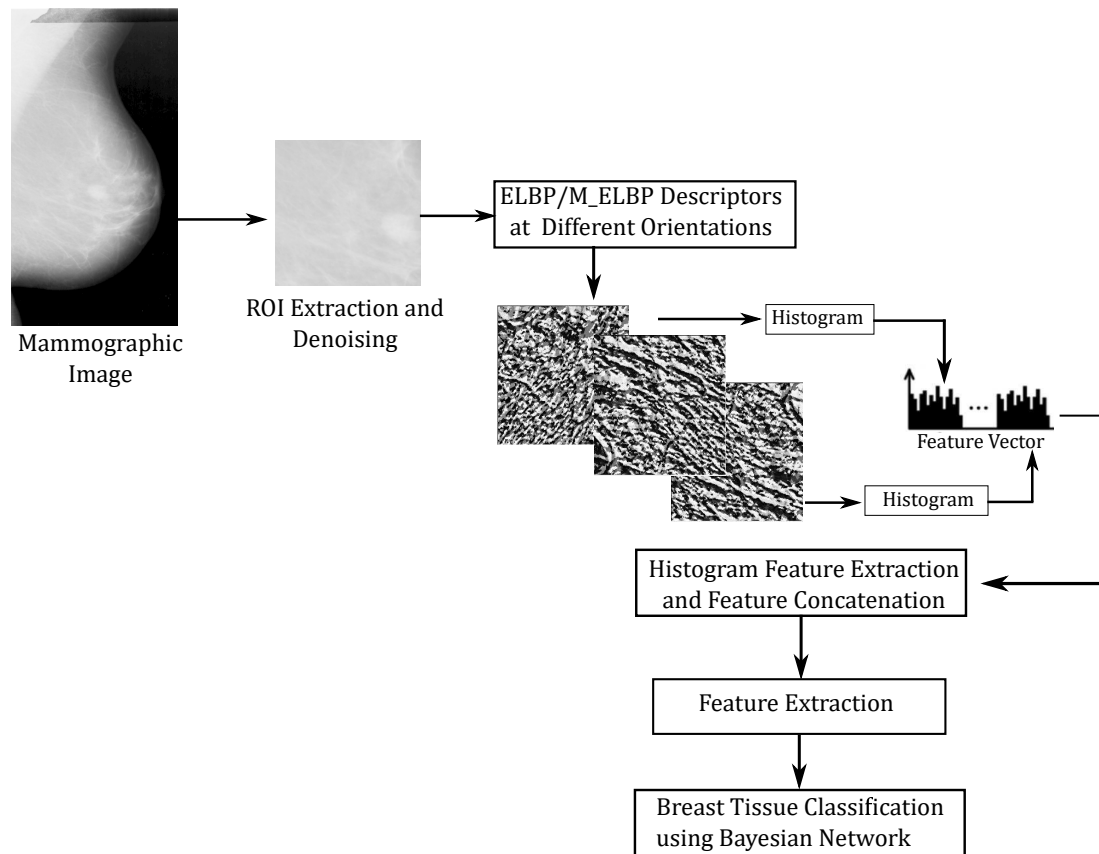 Mammographic
Image
ROI Extraction and
Denoising
ELBP/M_ELBP Descriptors
at Different Orientations
Histogram
Feature Vector
Histogram
Histogram Feature Extraction
and Feature Concatenation
Feature Extraction
Breast Tissue Classification
using Bayesian Network